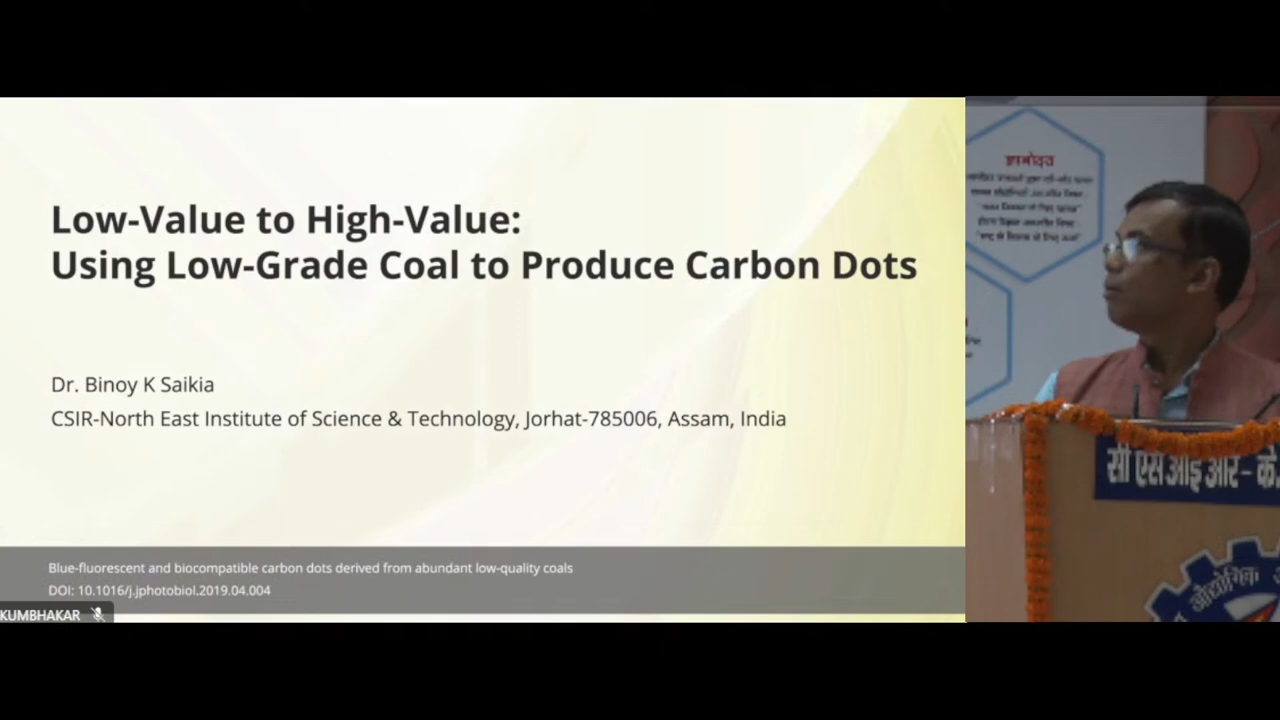 Low-Value to High-Value:
Using Low-Grade Coal to Produce Carbon Dots
Dr. Binoy K Saikia
CSIR-North East Institute of Science & Technology, Jorhat-785006, Assam, India
Blue-fluorescent and biocompatible carbon dots derived from abundant low-quality coals
DOI: 10.1016/j.jphotobiol.2019.04.004
KUMBHAKAR
सी एस आई आर – के.
औद्योगिक